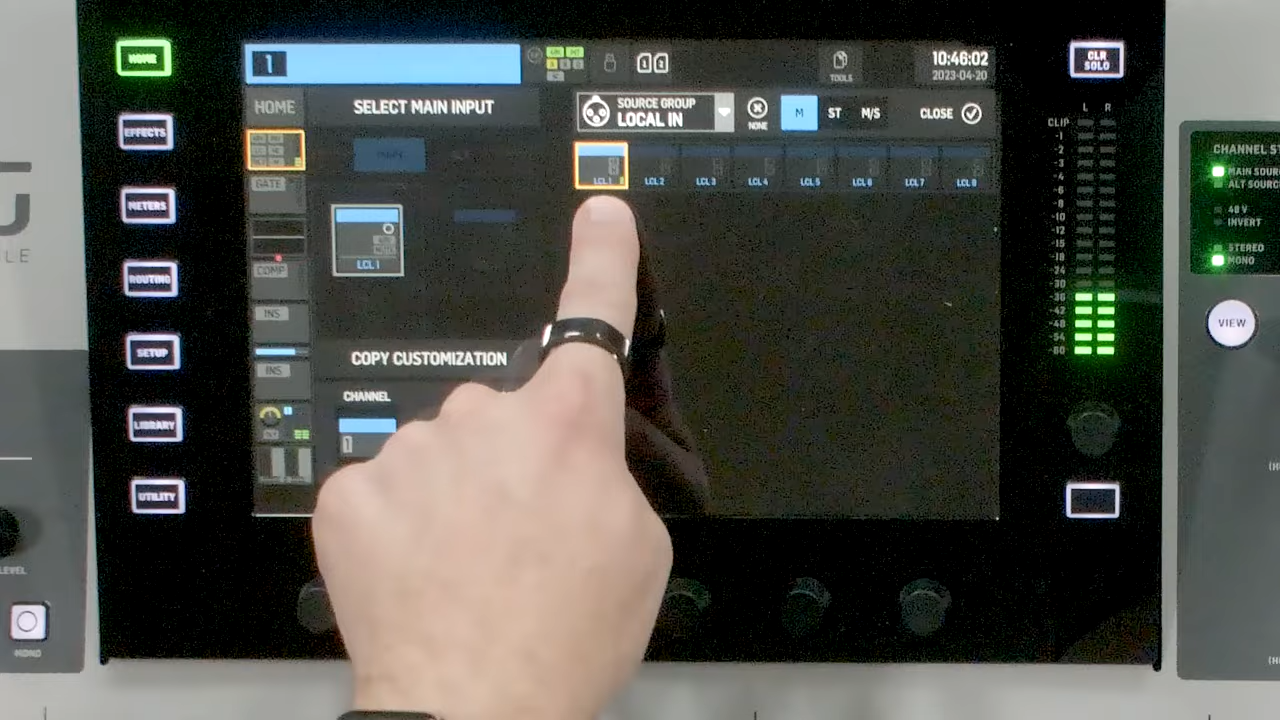 HOME
EFFECTS
METERS
ROUTING
SETUP
LIBRARY
UTILITY
1
TOOLS
10:46:02
2023-04-20
HOME
SELECT MAIN INPUT
SOURCE GROUP
LOCAL IN
NONE
M
ST
M/S
CLOSE
LCL 1
LCL 2
LCL 3
LCL 4
LCL 5
LCL 6
LCL 7
LCL 8
GATE
COMP
INS
INS
LCL 1
COPY CUSTOMIZATION
CHANNEL
1
CLR
SOLO
L R
CLIP
-1
-2
-3
-4
-6
-8
-10
-12
-15
-18
-24
-30
-36
-42
-48
-54
-60
CHANNEL ST
MAIN SOURC
ALT SOURCE
48 V
INVERT
STEREO
MONO
VIEW
LE
LEVEL
MONO
(H
(H